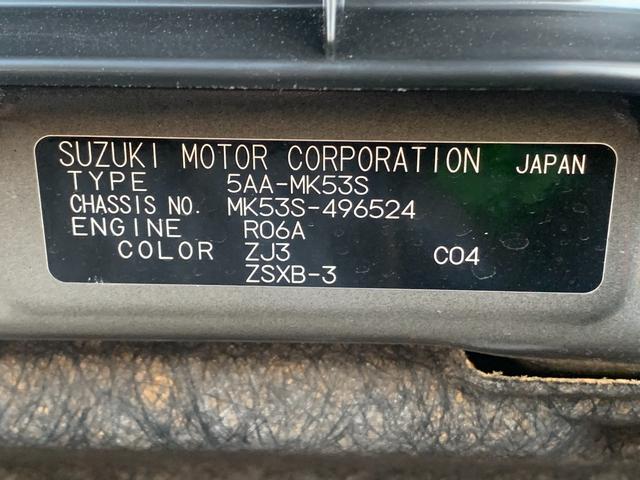 SUZUKI MOTOR CORPORATION JAPAN
TYPE 5AA-MK53S
CHASSIS NO. MK53S-496524
ENGINE R06A
COLOR ZJ3 C04
ZSXB-3